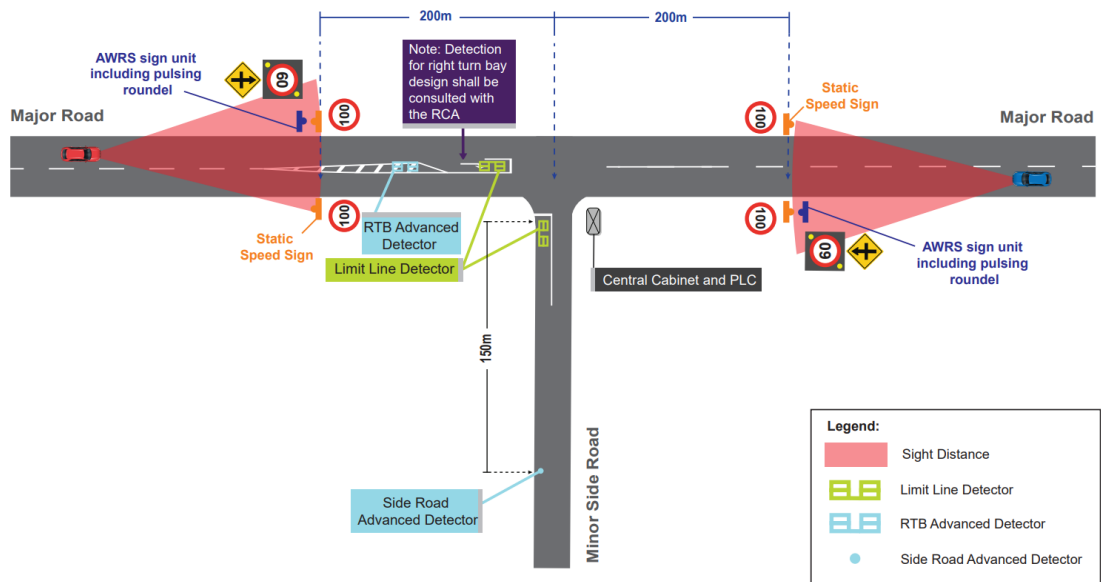 200m
200m
AWRS sign unit
including pulsing
roundel
60
100
Major Road
Note: Detection
for right turn bay
design shall be
consulted with
the RCA
Static
Speed Sign
100
Major Road
100
Static
Speed Sign
RTB Advanced
Detector
Limit Line Detector
100
60
AWRS sign unit
including pulsing
roundel
Central Cabinet and PLC
150m
Side Road
Advanced Detector
Minor Side Road
Legend:
Sight Distance
Limit Line Detector
RTB Advanced Detector
Side Road Advanced Detector